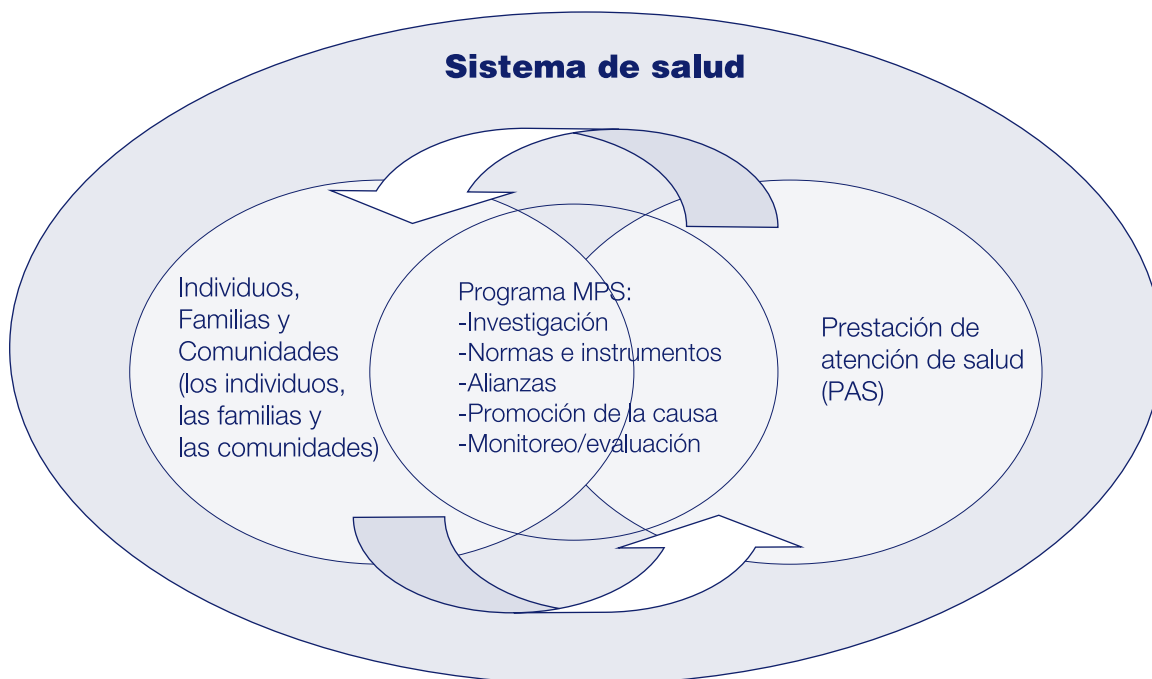 Sistema de salud
Individuos,
Familias y
Comunidades
(los individuos,
las familias y
las comunidades)
Programa MPS:
-Investigación
-Normas e instrumentos
-Alianzas
-Promoción de la causa
-Monitoreo/evaluación
Prestación de
atención de salud
(PAS)